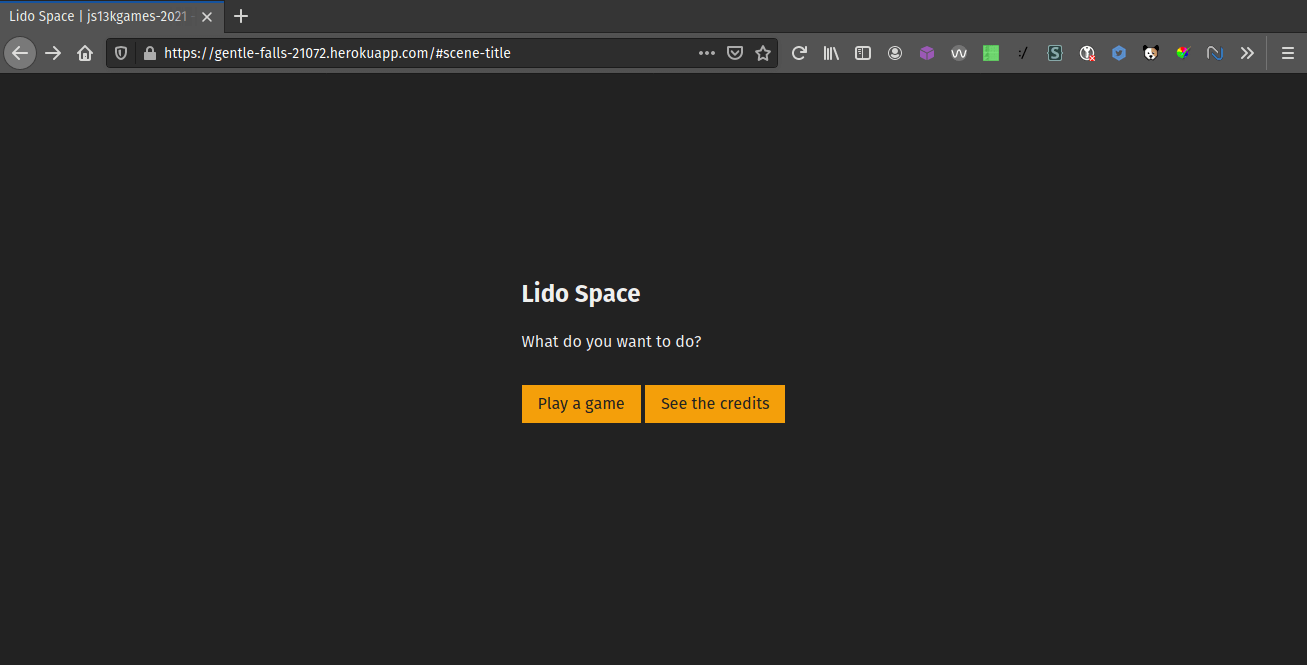 Lido Space | js13kgames-2021 -
https://gentle-falls-21072.herokuapp.com/#scene-title
Lido Space
What do you want to do?
Play a game See the credits